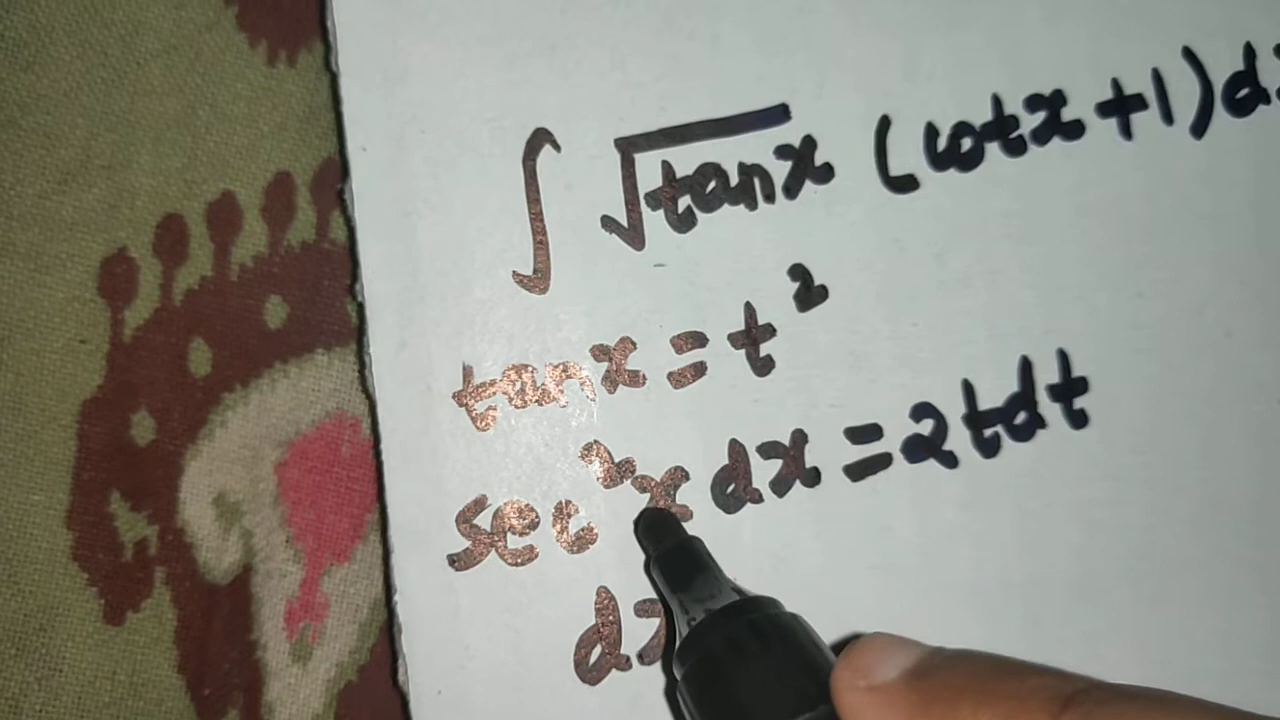 ∫ √tanx (cotx+1)dx
tanx = t²
sec²x dx = 2tdt
dx